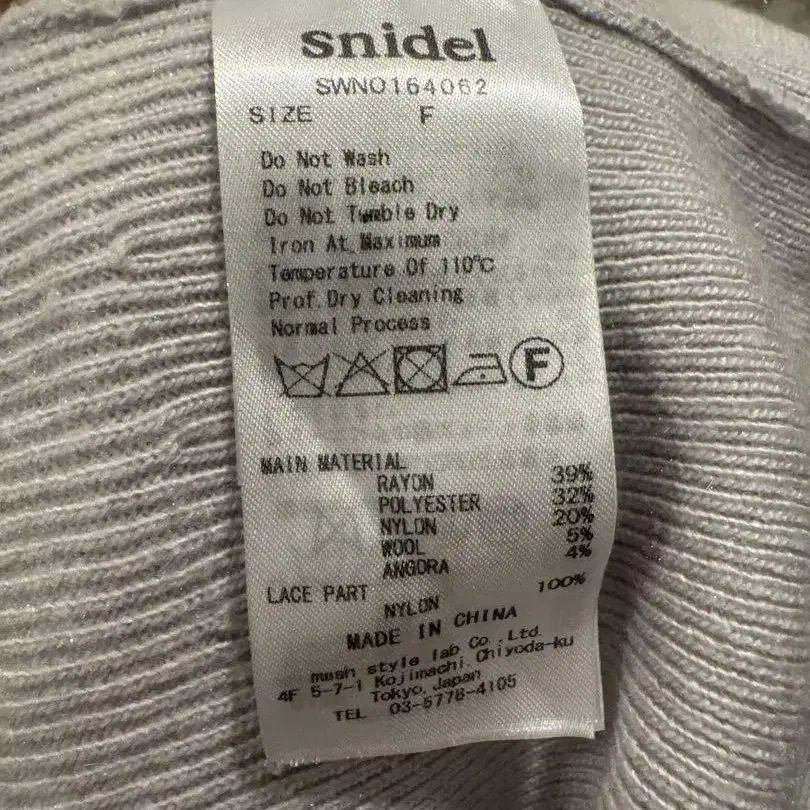 snidel
SWNO164062
SIZE F
Do Not Wash
Do Not Bleach
Do Not Tumble Dry
Iron At Maximum
Temperature Of 110℃
Prof.Dry Cleaning
Normal Process
F
MAIN MATERIAL
RAYON 39%
POLYESTER 32%
NYLON 20%
WOOL 5%
ANGORA 4%
LACE PART
NYLON 100%
MADE IN CHINA
mash style lab Co.,Ltd.
4F 5-7-1 Kojimachi,Chiyoda-ku
Tokyo,Japan
TEL 03-5778-4105